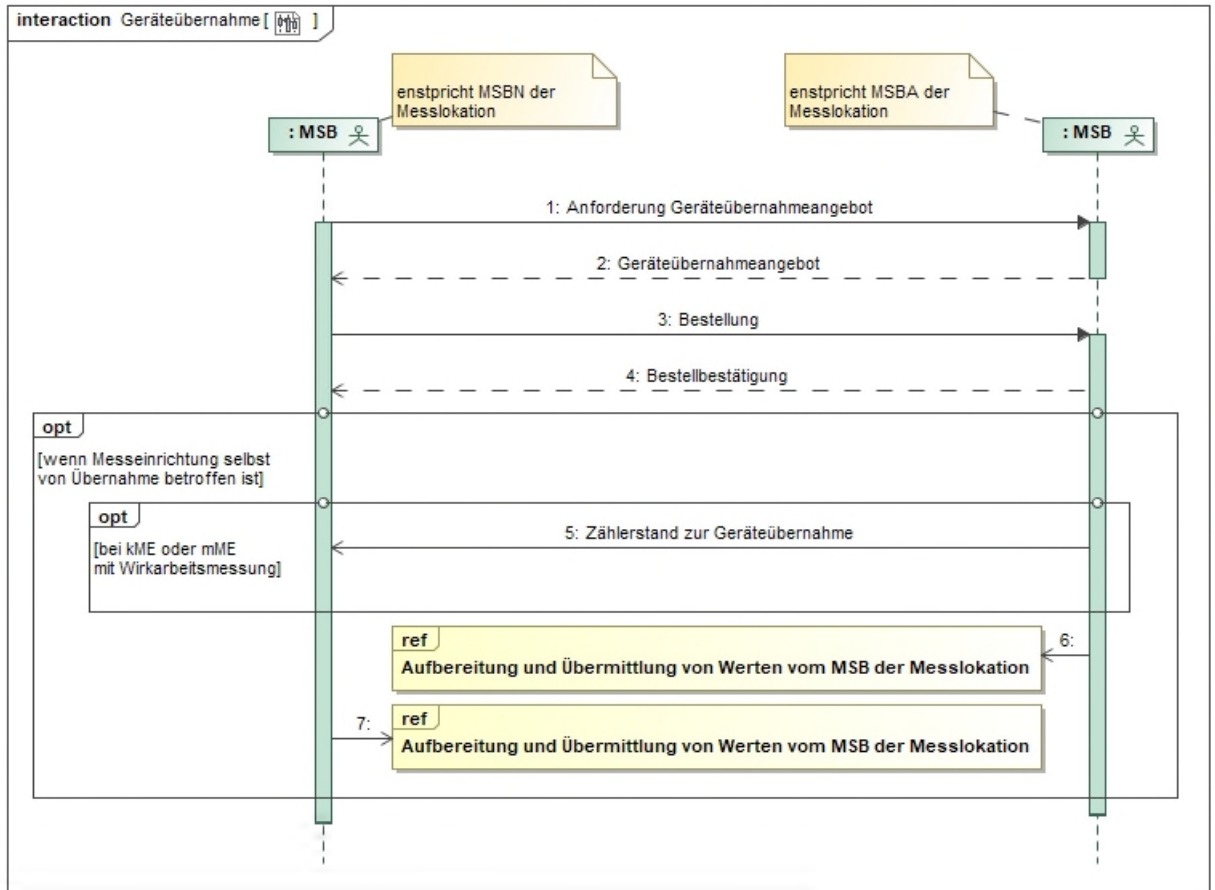 interaction Geräteübernahme[ ]
enstpricht MSBN der
Messlokation
enstpricht MSBA der
Messlokation
: MSB
: MSB
1: Anforderung Geräteübernahmeangebot
2: Geräteübernahmeangebot
3: Bestellung
4: Bestellbestätigung
opt
[wenn Messeinrichtung selbst
von Übernahme betroffen ist]
opt
[bei kME oder mME
mit Wirkarbeitsmessung]
5: Zählerstand zur Geräteübernahme
ref
Aufbereitung und Übermittlung von Werten vom MSB der Messlokation
6:
7:
ref
Aufbereitung und Übermittlung von Werten vom MSB der Messlokation